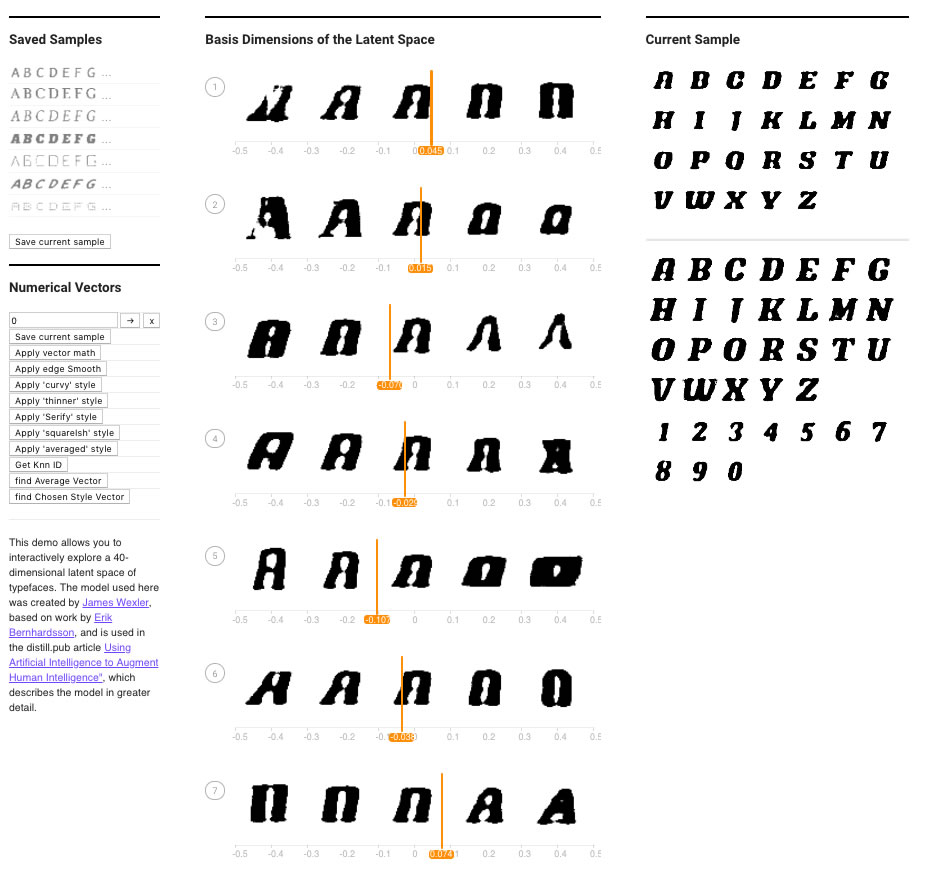 Saved Samples
A B C D E F G ...
A B C D E F G ...
A B C D E F G ...
A B C D E F G ...
A B C D E F G ...
A B C D E F G ...
A B C D E F G ...
Save current sample
Numerical Vectors
0 → x
Save current sample
Apply vector math
Apply edge Smooth
Apply 'curvy' style
Apply 'thinner' style
Apply 'Serify' style
Apply 'squareIsh' style
Apply 'averaged' style
Get Knn ID
find Average Vector
find Chosen Style Vector
This demo allows you to
interactively explore a 40-
dimensional latent space of
typefaces. The model used here
was created by James Wexler,
based on work by Erik
Bernhardsson, and is used in
the distill.pub article Using
Artificial Intelligence to Augment
Human Intelligence", which
describes the model in greater
detail.
Basis Dimensions of the Latent Space
1
A A A A A
-0.5 -0.4 -0.3 -0.2 -0.1 0 0.045 0.1 0.2 0.3 0.4 0.5
2
A A A A A
-0.5 -0.4 -0.3 -0.2 -0.1 0.015 0.1 0.2 0.3 0.4 0.5
3
A A A A A
-0.5 -0.4 -0.3 -0.2 -0.070 0 0.1 0.2 0.3 0.4 0.5
4
A A A A
-0.5 -0.4 -0.3 -0.2 -0.1 -0.029 0.1 0.2 0.3 0.4 0.5
5
A A A A
-0.5 -0.4 -0.3 -0.2 -0.107 0 0.1 0.2 0.3 0.4 0.5
6
A A A A A
-0.5 -0.4 -0.3 -0.2 -0.1 0.1 0.2 0.3 0.4 0.5
7
A A A A A
-0.5 -0.4 -0.3 -0.2 -0.1 0 0.074 0.2 0.3 0.4 0.5
Current Sample
A B C D E F G
H I J K L M N
O P Q R S T U
V W X Y Z
A B C D E F G
H I J K L M N
O P O R S T U
V W X Y Z
1 2 3 4 5 6 7
8 9 0